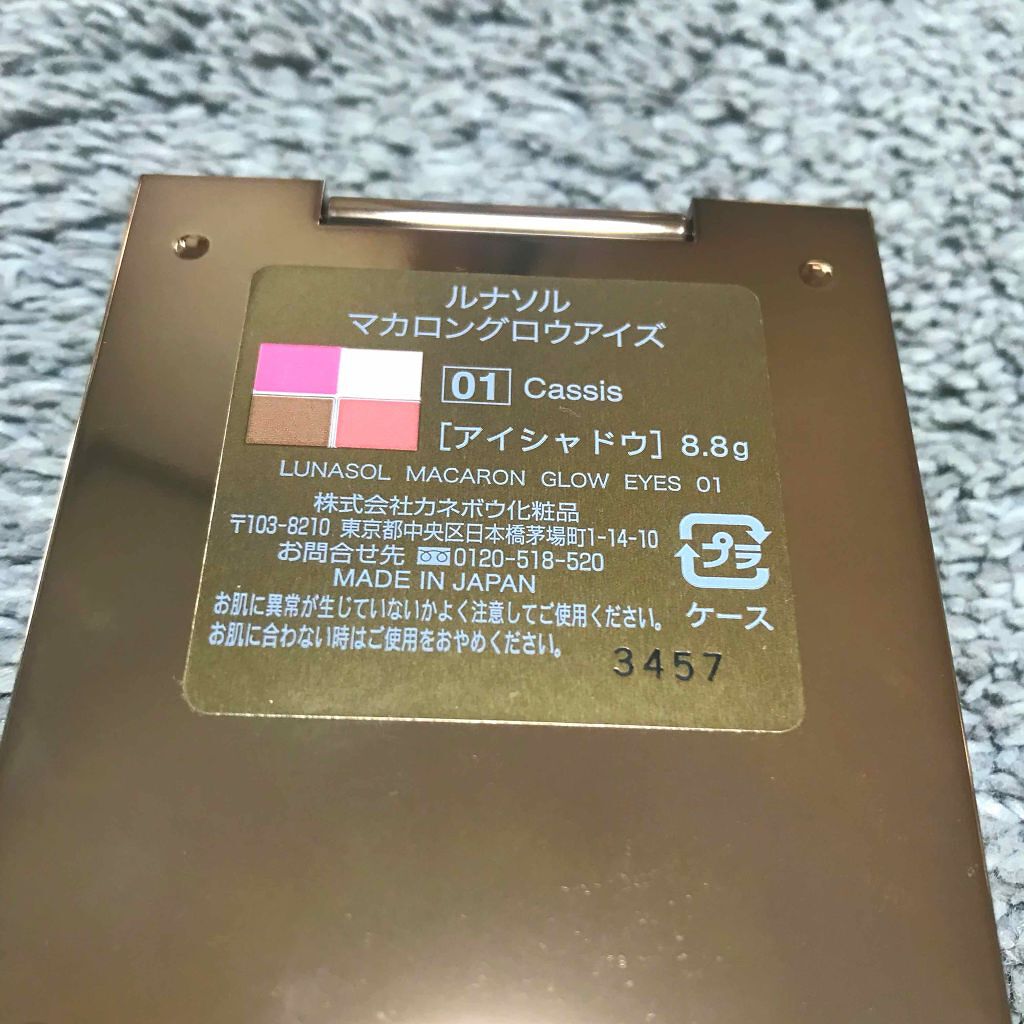 ルナソル
マカロングロウアイズ
01 Cassis
[アイシャドウ] 8.8g
LUNASOL MACARON GLOW EYES 01
株式会社カネボウ化粧品
〒103-8210 東京都中央区日本橋茅場町1-14-10
お問合せ先 0120-518-520
MADE IN JAPAN
プラ
ケース
お肌に異常が生じていないかよく注意してご使用ください。
お肌に合わない時はご使用をおやめください。
3457